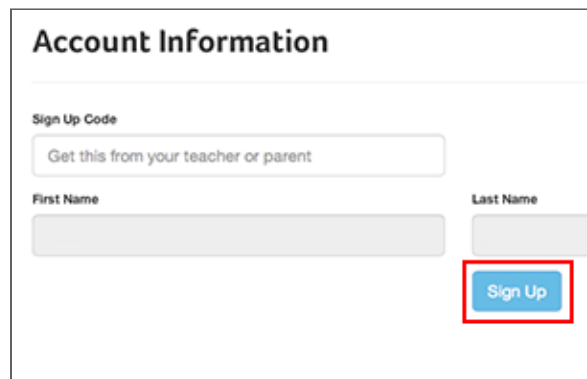 Account Information
Sign Up Code
Get this from your teacher or parent
First Name Last Name
Sign Up